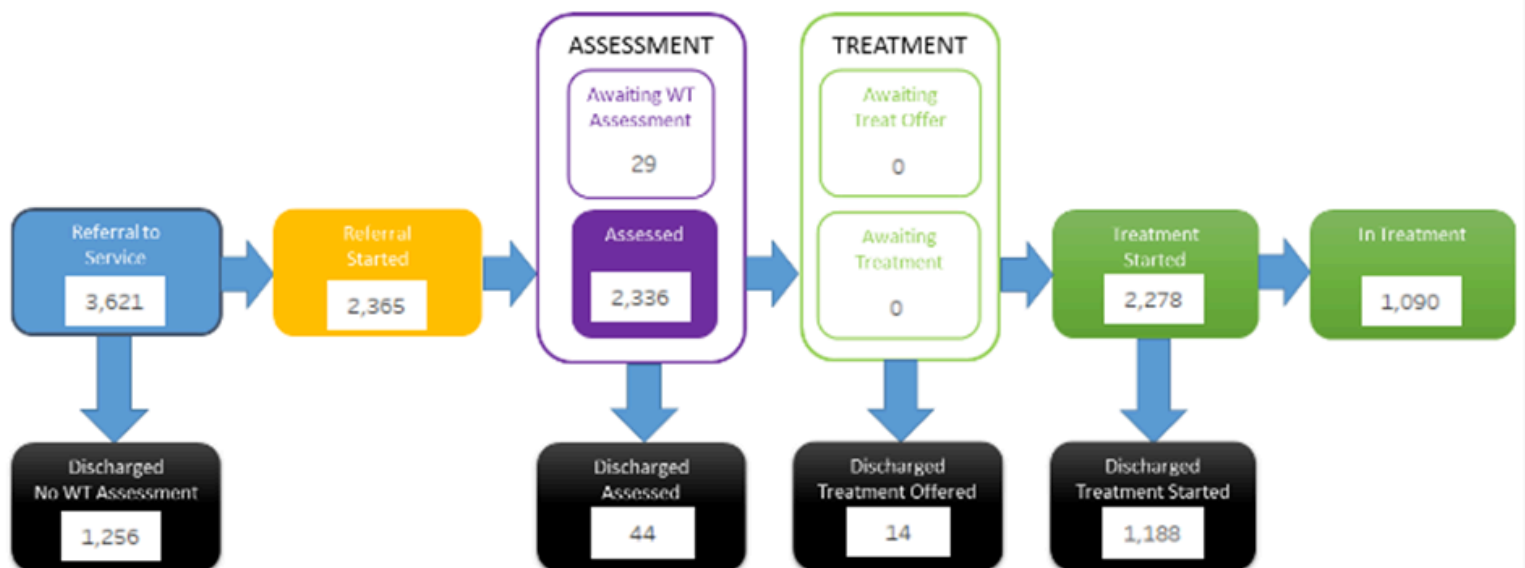 ASSESSMENT
Awaiting WT
Assessment
29
TREATMENT
Awaiting
Treat Offer
0
Referral to
Service
3,621
Referral
Started
2,365
Assessed
2,336
Awaiting
Treatment
0
Treatment
Started
2,278
In Treatment
1,090
Discharged
No WT Assessment
1,256
Discharged
Assessed
44
Discharged
Treatment Offered
14
Discharged
Treatment Started
1,188